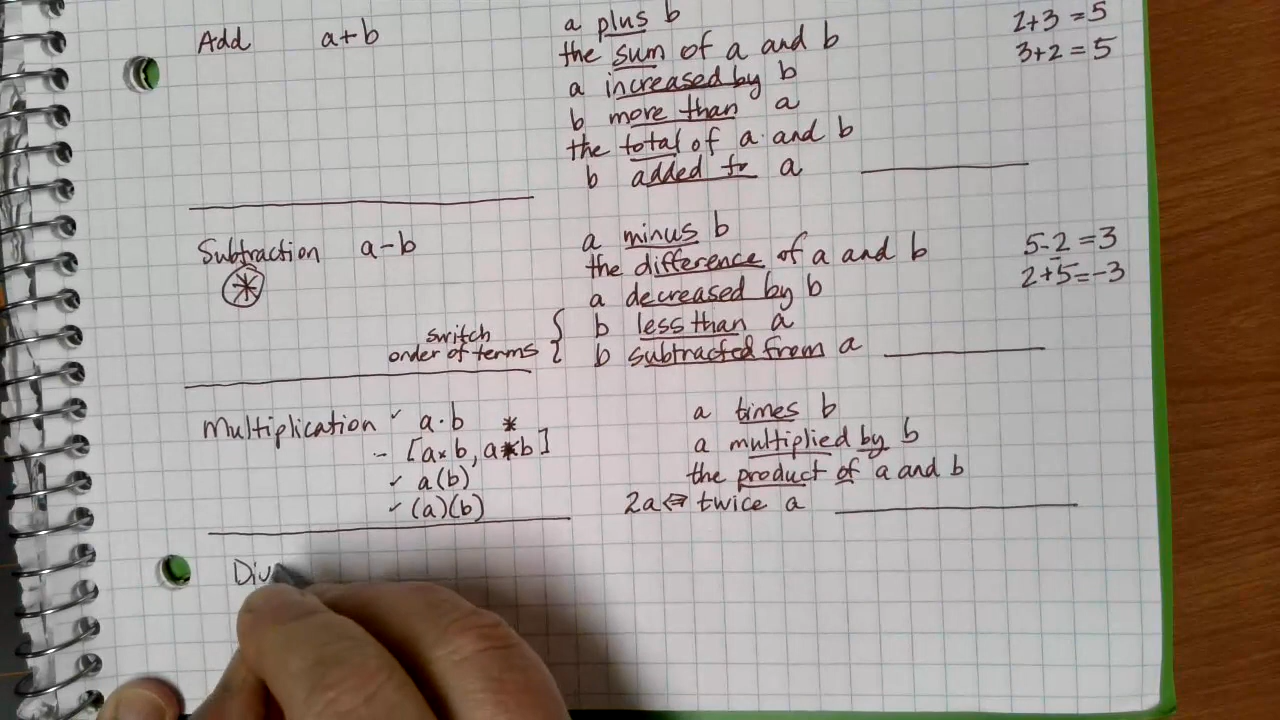 Add a+b
a plus b
the sum of a and b
a increased by b
b more than a
the total of a and b
b added to a
2+3=5
3+2=5
Subtraction a-b
*
a minus b
the difference of a and b
a decreased by b
switch order of terms { b less than a
b subtracted from a
5-2=3
2+5=-3
Multiplication ✓ a·b *
- [a×b, a*b]
✓ a(b)
✓ (a)(b)
a times b
a multiplied by b
the product of a and b
2a⇔twice a
Div